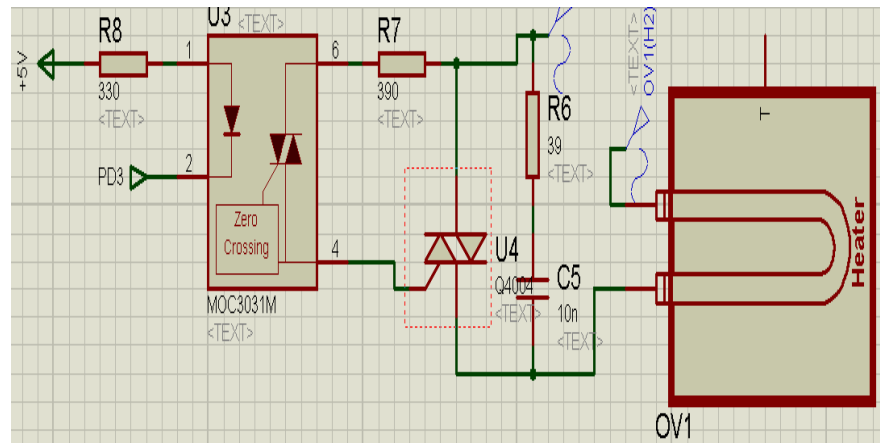 U3
<TEXT>
R8
1
330
<TEXT>
+5V
PD3
2
Zero
Crossing
6
4
MOC3031M
<TEXT>
R7
390
<TEXT>
R6
39
<TEXT>
U4
Q4004
<TEXT>
C5
10n
<TEXT>
<TEXT>
OV1(H2)
T
Heater
OV1